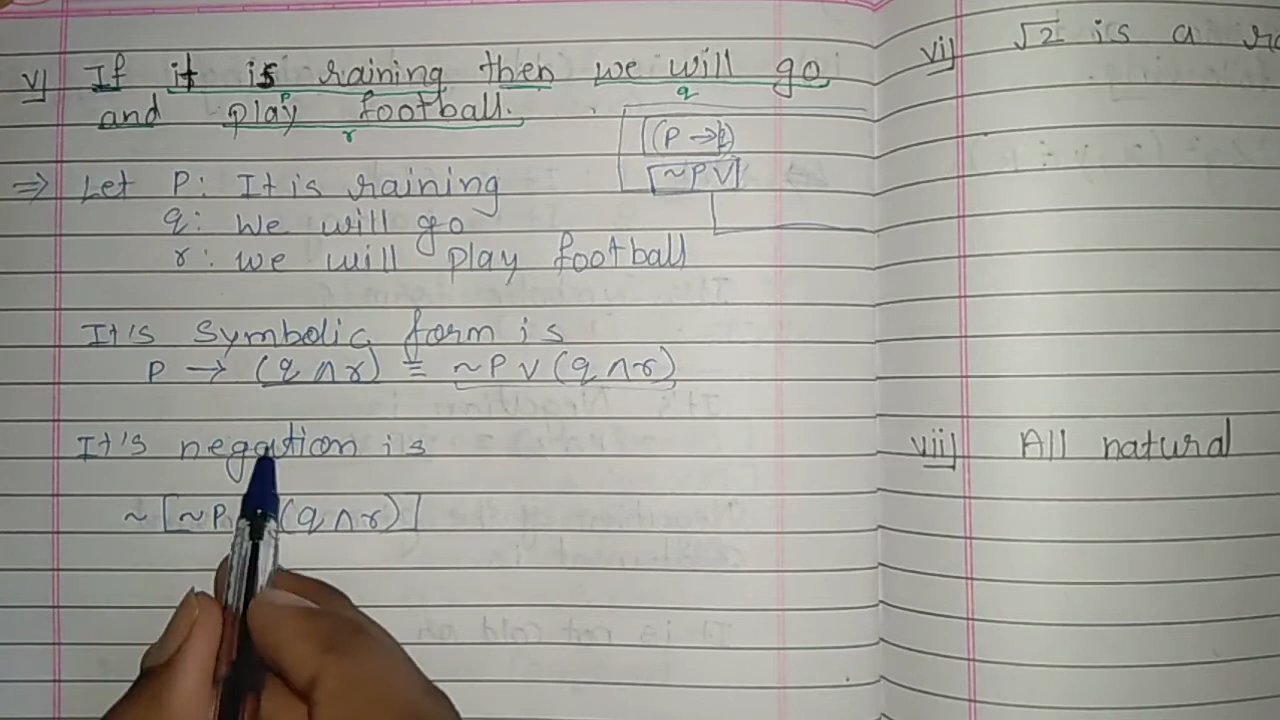 v) If it is raining then we will go
and play football.
p
q
r
(P → )
~P V
⇒ Let P: It is raining
q: We will go
r: we will play football
It's Symbolic form is
P → (q ∧ r) ≡ ~P ∨ (q ∧ r)
It's negation is
~ [~P (q ∧ r)]
vi) √2 is a
vii) All natural